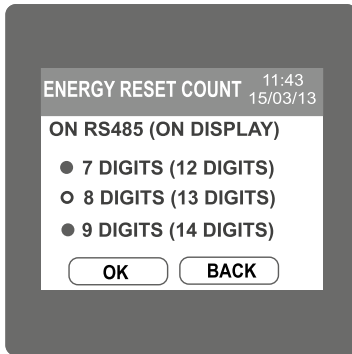 ENERGY RESET COUNT 11:43
15/03/13
ON RS485 (ON DISPLAY)
7 DIGITS (12 DIGITS)
8 DIGITS (13 DIGITS)
9 DIGITS (14 DIGITS)
OK BACK